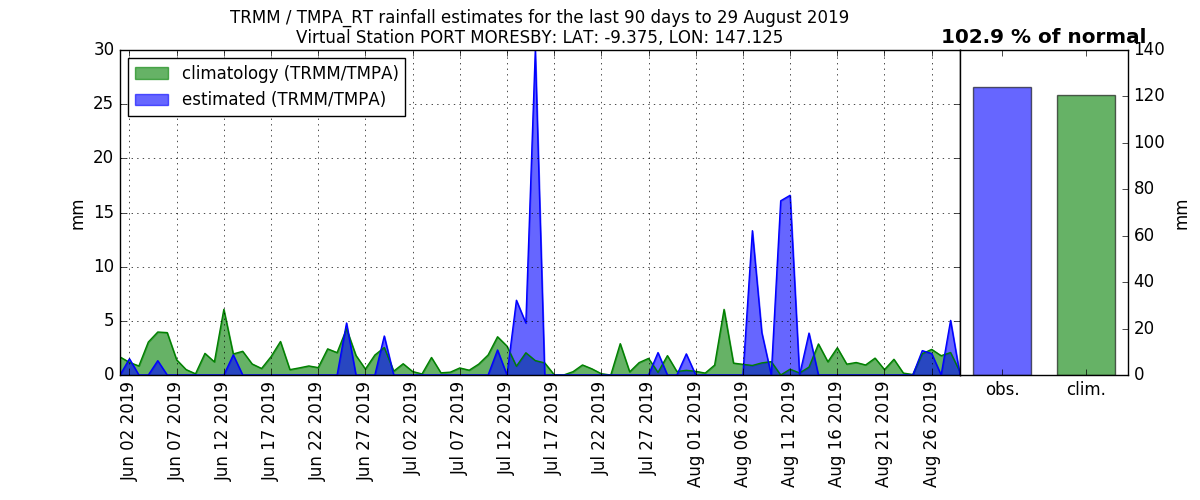 TRMM / TMPA_RT rainfall estimates for the last 90 days to 29 August 2019
Virtual Station PORT MORESBY: LAT: -9.375, LON: 147.125
102.9 % of normal
climatology (TRMM/TMPA)
estimated (TRMM/TMPA)
mm
30
25
20
15
10
5
0
Jun 02 2019
Jun 07 2019
Jun 12 2019
Jun 17 2019
Jun 22 2019
Jun 27 2019
Jul 02 2019
Jul 07 2019
Jul 12 2019
Jul 17 2019
Jul 22 2019
Jul 27 2019
Aug 01 2019
Aug 06 2019
Aug 11 2019
Aug 16 2019
Aug 21 2019
Aug 26 2019
obs.
clim.
140
120
100
80
60
40
20
0
mm